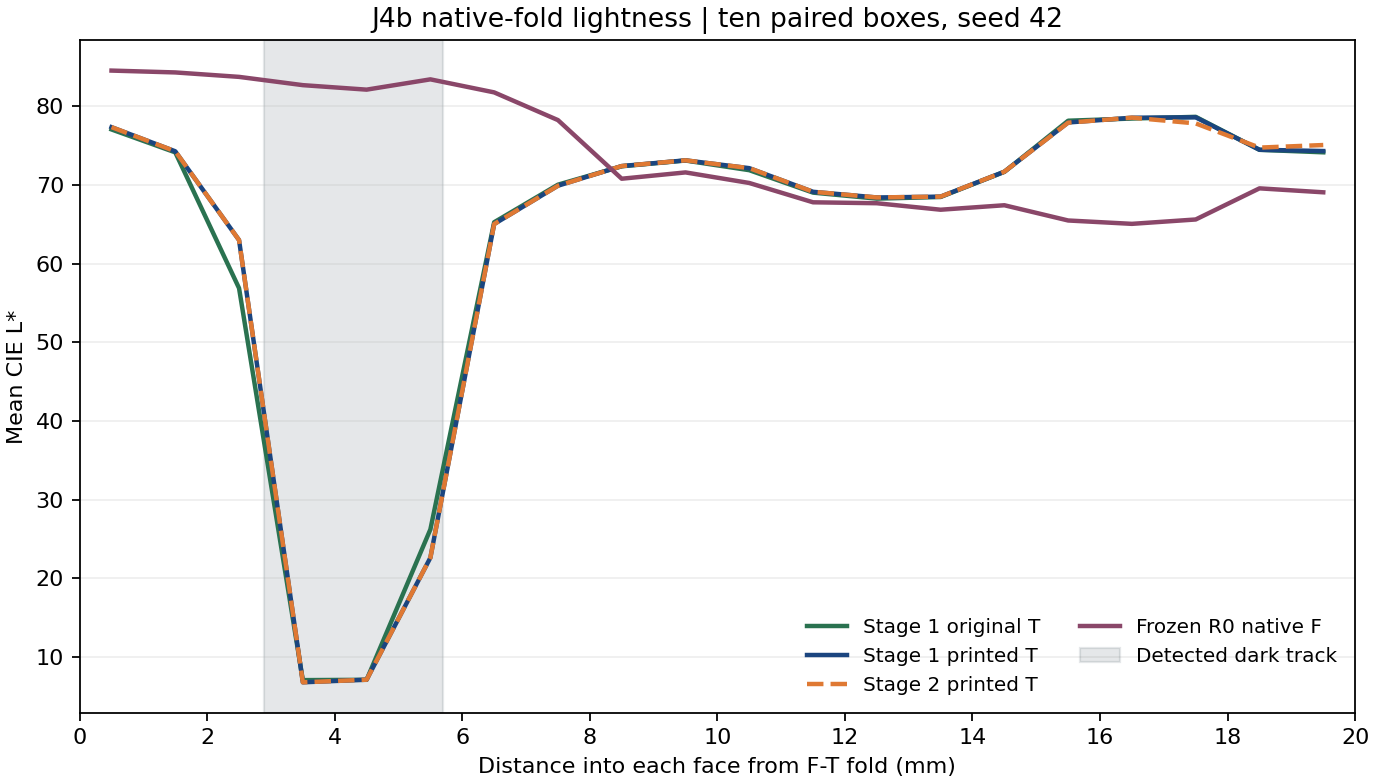 J4b native-fold lightness | ten paired boxes, seed 42
Mean CIE L*
80
70
60
50
40
30
20
10
0 2 4 6 8 10 12 14 16 18 20
Distance into each face from F-T fold (mm)
Stage 1 original T
Stage 1 printed T
Stage 2 printed T
Frozen R0 native F
Detected dark track